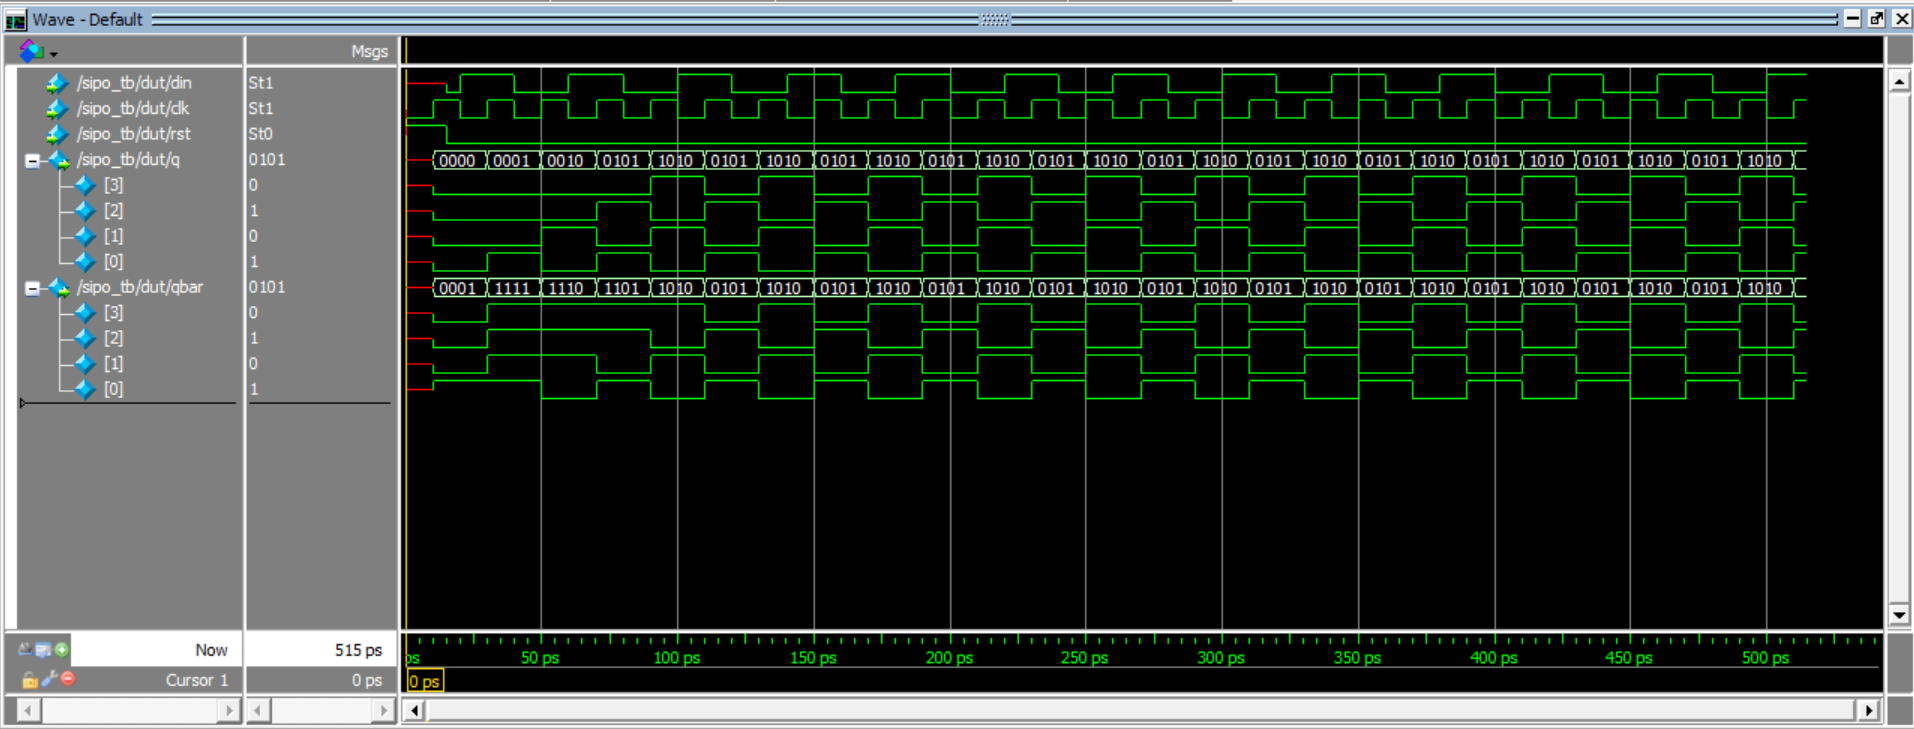 Wave - Default
Msgs
/sipo_tb/dut/din St1
/sipo_tb/dut/clk St1
/sipo_tb/dut/rst St0
/sipo_tb/dut/q 0101 0000 0001 0010 0101 1010 0101 1010 0101 1010 0101 1010 0101 1010 0101 1010 0101 1010 0101 1010 0101 1010 0101 1010 0101 1010
[3] 0
[2] 1
[1] 0
[0] 1
/sipo_tb/dut/qbar 0101 0001 1111 1110 1101 1010 0101 1010 0101 1010 0101 1010 0101 1010 0101 1010 0101 1010 0101 1010 0101 1010 0101 1010 0101 1010
[3] 0
[2] 1
[1] 0
[0] 1
Now 515 ps ps 50 ps 100 ps 150 ps 200 ps 250 ps 300 ps 350 ps 400 ps 450 ps 500 ps
Cursor 1 0 ps 0 ps